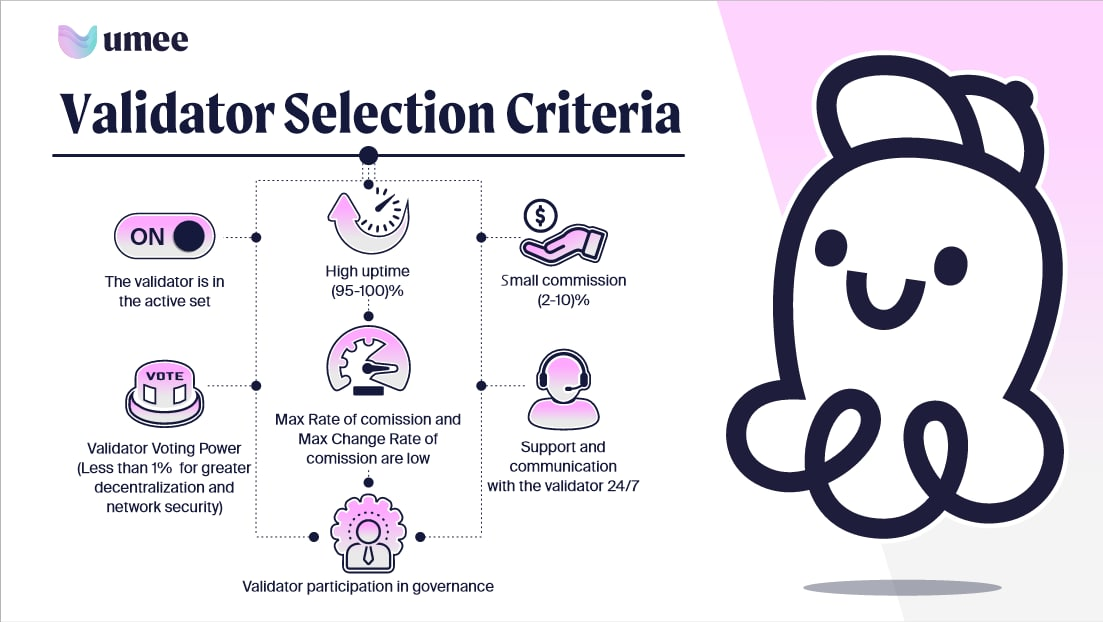 umee
Validator Selection Criteria
ON
The validator is in
the active set
High uptime
(95-100)%
$
Small commission
(2-10)%
VOTE
Validator Voting Power
(Less than 1% for greater
decentralization and
network security)
Max Rate of comission and
Max Change Rate of
comission are low
Support and
communication
with the validator 24/7
Validator participation in governance